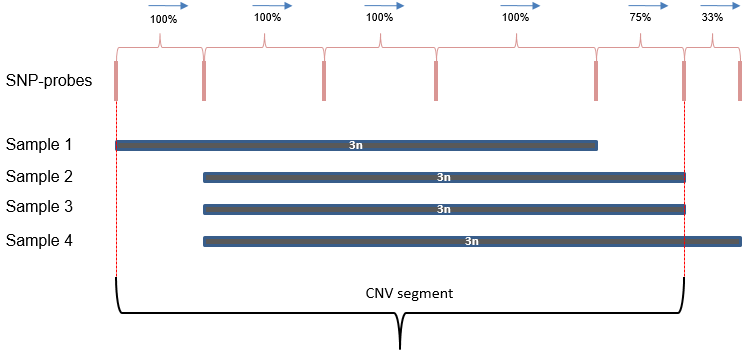 100% 100% 100% 100% 75% 33%
SNP-probes
Sample 1 3n
Sample 2 3n
Sample 3 3n
Sample 4 3n
CNV segment